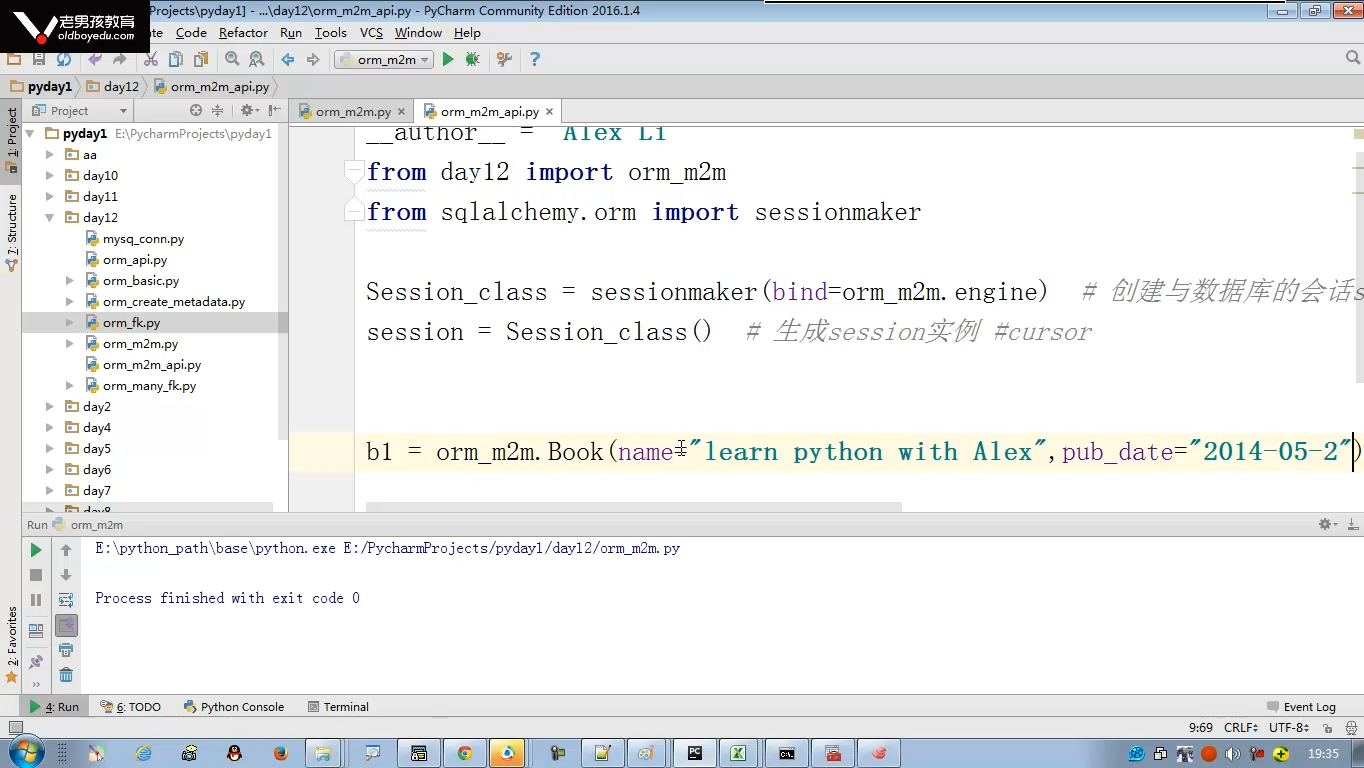 老男孩教育
oldboyedu.com
Projects\pyday1] - ...\day12\orm_m2m_api.py - PyCharm Community Edition 2016.1.4
ate Code Refactor Run Tools VCS Window Help
orm_m2m
pyday1 day12 orm_m2m_api.py
Project
orm_m2m.py orm_m2m_api.py
1: Project
7: Structure
2: Favorites
pyday1 E:\PycharmProjects\pyday1
aa
day10
day11
day12
mysq_conn.py
orm_api.py
orm_basic.py
orm_create_metadata.py
orm_fk.py
orm_m2m.py
orm_m2m_api.py
orm_many_fk.py
day2
day4
day5
day6
day7
day8
__author__ = "Alex Li"
from day12 import orm_m2m
from sqlalchemy.orm import sessionmaker
Session_class = sessionmaker(bind=orm_m2m.engine)  # 创建与数据库的会话s
session = Session_class()  # 生成session实例 #cursor
b1 = orm_m2m.Book(name="learn python with Alex",pub_date="2014-05-2")
Run orm_m2m
E:\python_path\base\python.exe E:/PycharmProjects/pyday1/day12/orm_m2m.py
Process finished with exit code 0
4: Run 6: TODO Python Console Terminal Event Log
9:69 CRLF UTF-8
19:35